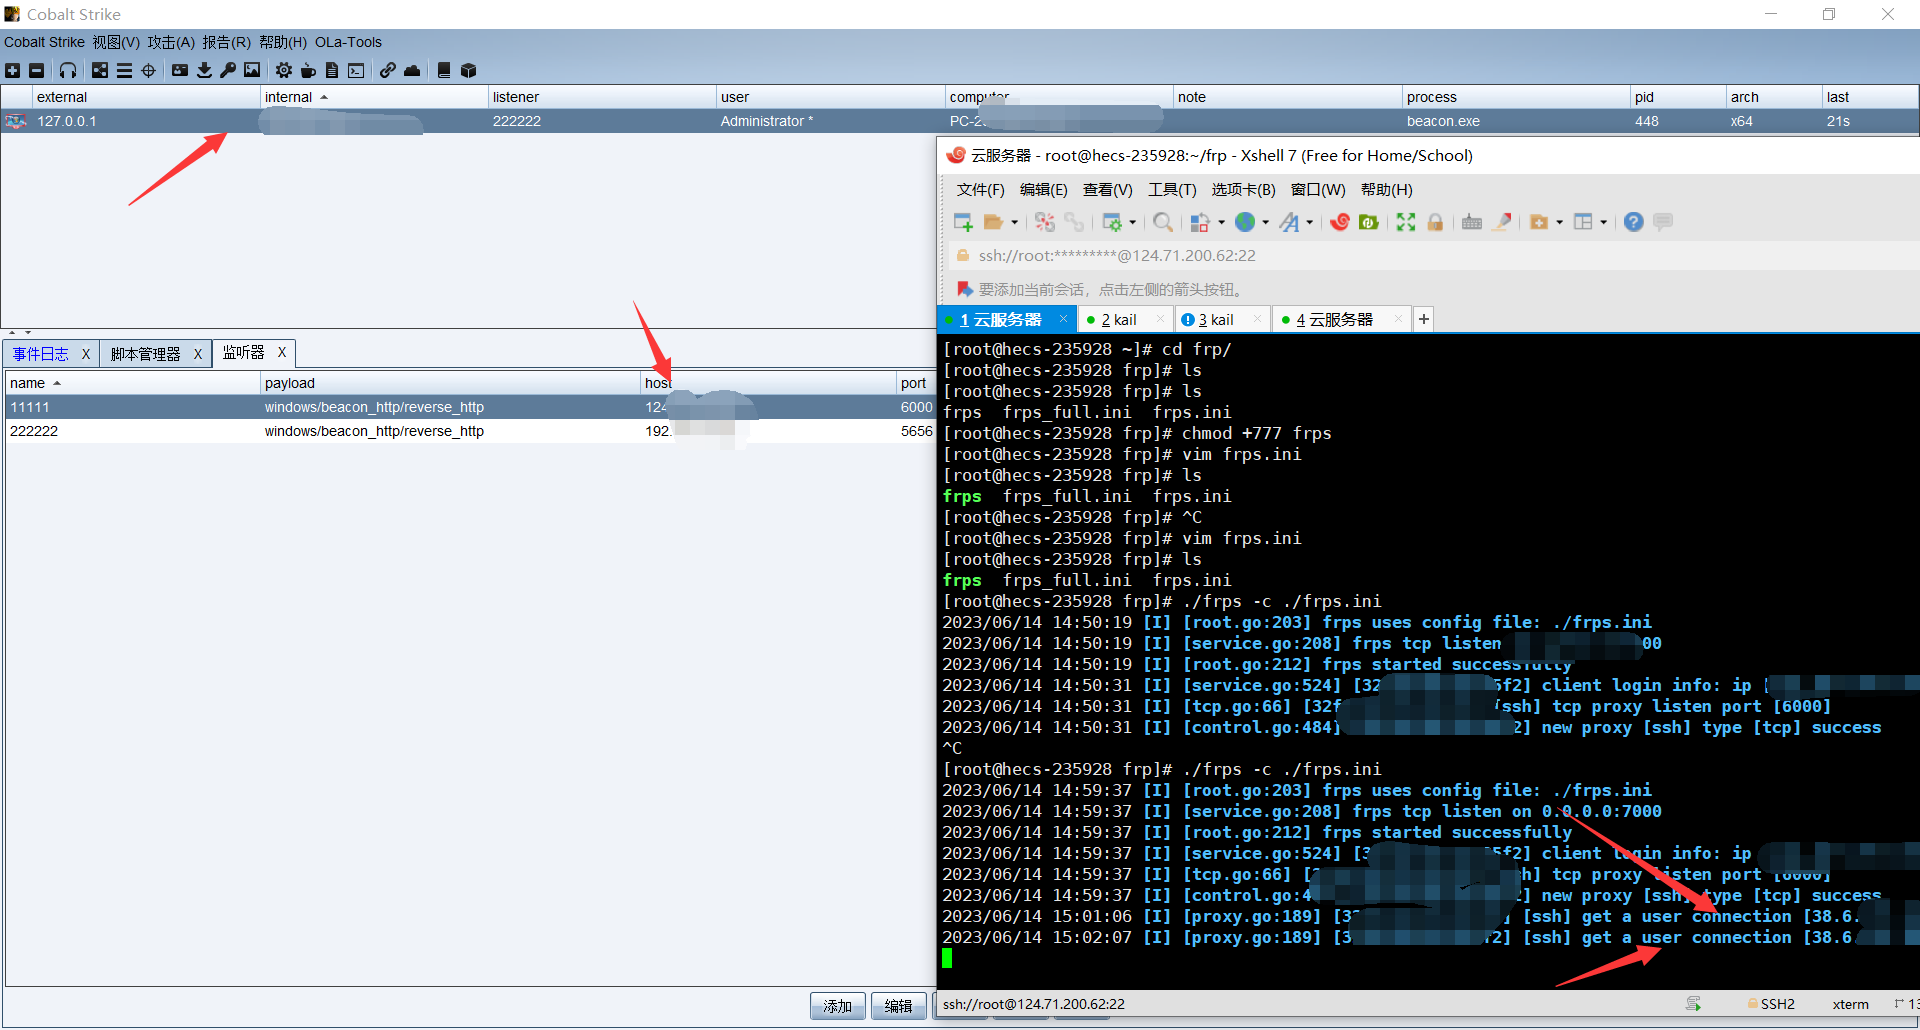 Cobalt Strike
Cobalt Strike 视图(V) 攻击(A) 报告(R) 帮助(H) OLa-Tools
external internal listener user computer note process pid arch last
127.0.0.1 222222 Administrator * PC-2 beacon.exe 448 x64 21s
云服务器 - root@hecs-235928:~/frp - Xshell 7 (Free for Home/School)
文件(F) 编辑(E) 查看(V) 工具(T) 选项卡(B) 窗口(W) 帮助(H)
ssh://root:*********@124.71.200.62:22
要添加当前会话，点击左侧的箭头按钮。
1 云服务器 × 2 kail × 3 kail × 4 云服务器 × +
事件日志 X 脚本管理器 X 监听器 X
name payload host port
11111 windows/beacon_http/reverse_http 124 6000
222222 windows/beacon_http/reverse_http 192. 5656
添加 编辑
[root@hecs-235928 ~]# cd frp/
[root@hecs-235928 frp]# ls
[root@hecs-235928 frp]# ls
frps frps_full.ini frps.ini
[root@hecs-235928 frp]# chmod +777 frps
[root@hecs-235928 frp]# vim frps.ini
[root@hecs-235928 frp]# ls
frps frps_full.ini frps.ini
[root@hecs-235928 frp]# ^C
[root@hecs-235928 frp]# vim frps.ini
[root@hecs-235928 frp]# ls
frps frps_full.ini frps.ini
[root@hecs-235928 frp]# ./frps -c ./frps.ini
2023/06/14 14:50:19 [I] [root.go:203] frps uses config file: ./frps.ini
2023/06/14 14:50:19 [I] [service.go:208] frps tcp listen 00
2023/06/14 14:50:19 [I] [root.go:212] frps started successfully
2023/06/14 14:50:31 [I] [service.go:524] [32 5f2] client login info: ip [
2023/06/14 14:50:31 [I] [tcp.go:66] [32f [ssh] tcp proxy listen port [6000]
2023/06/14 14:50:31 [I] [control.go:484] 2] new proxy [ssh] type [tcp] success
^C
[root@hecs-235928 frp]# ./frps -c ./frps.ini
2023/06/14 14:59:37 [I] [root.go:203] frps uses config file: ./frps.ini
2023/06/14 14:59:37 [I] [service.go:208] frps tcp listen on 0.0.0.0:7000
2023/06/14 14:59:37 [I] [root.go:212] frps started successfully
2023/06/14 14:59:37 [I] [service.go:524] [3 5f2] client login info: ip
2023/06/14 14:59:37 [I] [tcp.go:66] [ sh] tcp proxy listen port [6000]
2023/06/14 14:59:37 [I] [control.go:4 2] new proxy [ssh] type [tcp] success
2023/06/14 15:01:06 [I] [proxy.go:189] [32 ] [ssh] get a user connection [38.6.
2023/06/14 15:02:07 [I] [proxy.go:189] [3 f2] [ssh] get a user connection [38.6.
ssh://root@124.71.200.62:22 SSH2 xterm 13